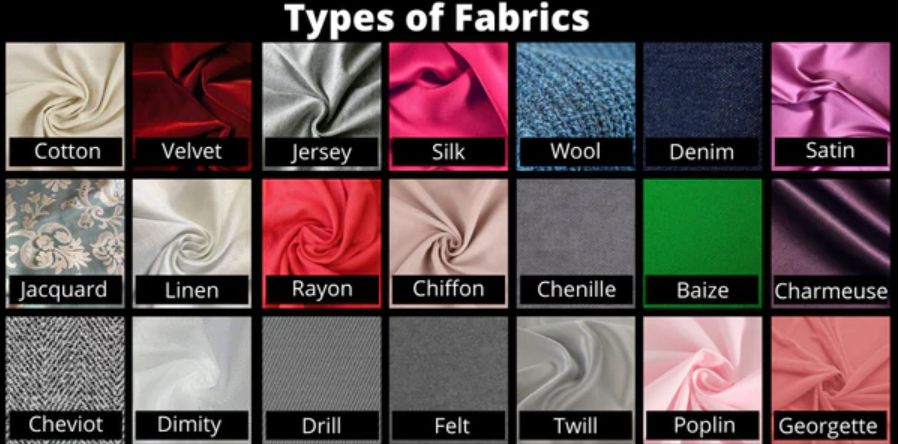 Types of Fabrics
Cotton Velvet Jersey Silk Wool Denim Satin
Jacquard Linen Rayon Chiffon Chenille Baize Charmeuse
Cheviot Dimity Drill Felt Twill Poplin Georgette